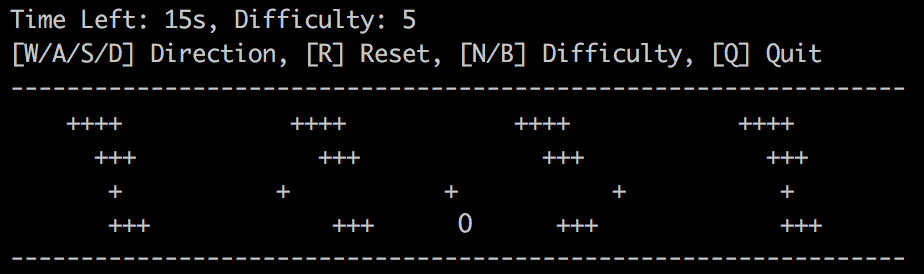 Time Left: 15s, Difficulty: 5
[W/A/S/D] Direction, [R] Reset, [N/B] Difficulty, [Q] Quit
-----------------------------------------------------------------
    ++++            ++++            ++++            ++++
      +++             +++             +++             +++
       +           +           +           +           +
       +++             +++      O      +++             +++
-----------------------------------------------------------------